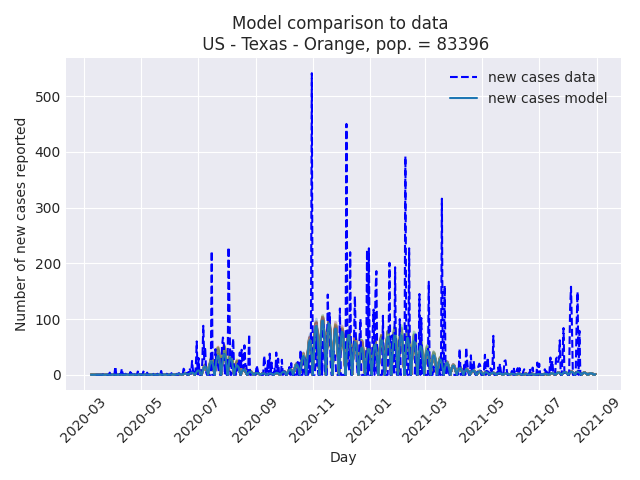 Model comparison to data
US - Texas - Orange, pop. = 83396
new cases data
new cases model
Number of new cases reported
500
400
300
200
100
0
2020-03
2020-05
2020-07
2020-09
2020-11
2021-01
2021-03
2021-05
2021-07
2021-09
Day